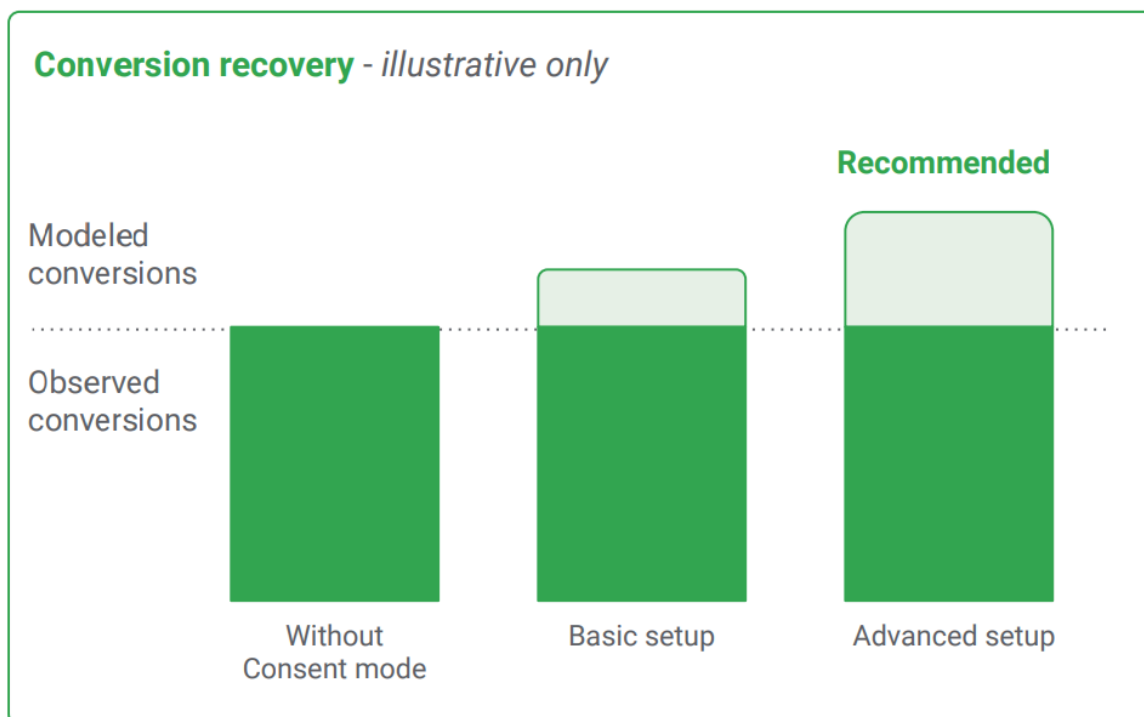 Conversion recovery - illustrative only
Recommended
Modeled
conversions
Observed
conversions
Without
Consent mode
Basic setup
Advanced setup